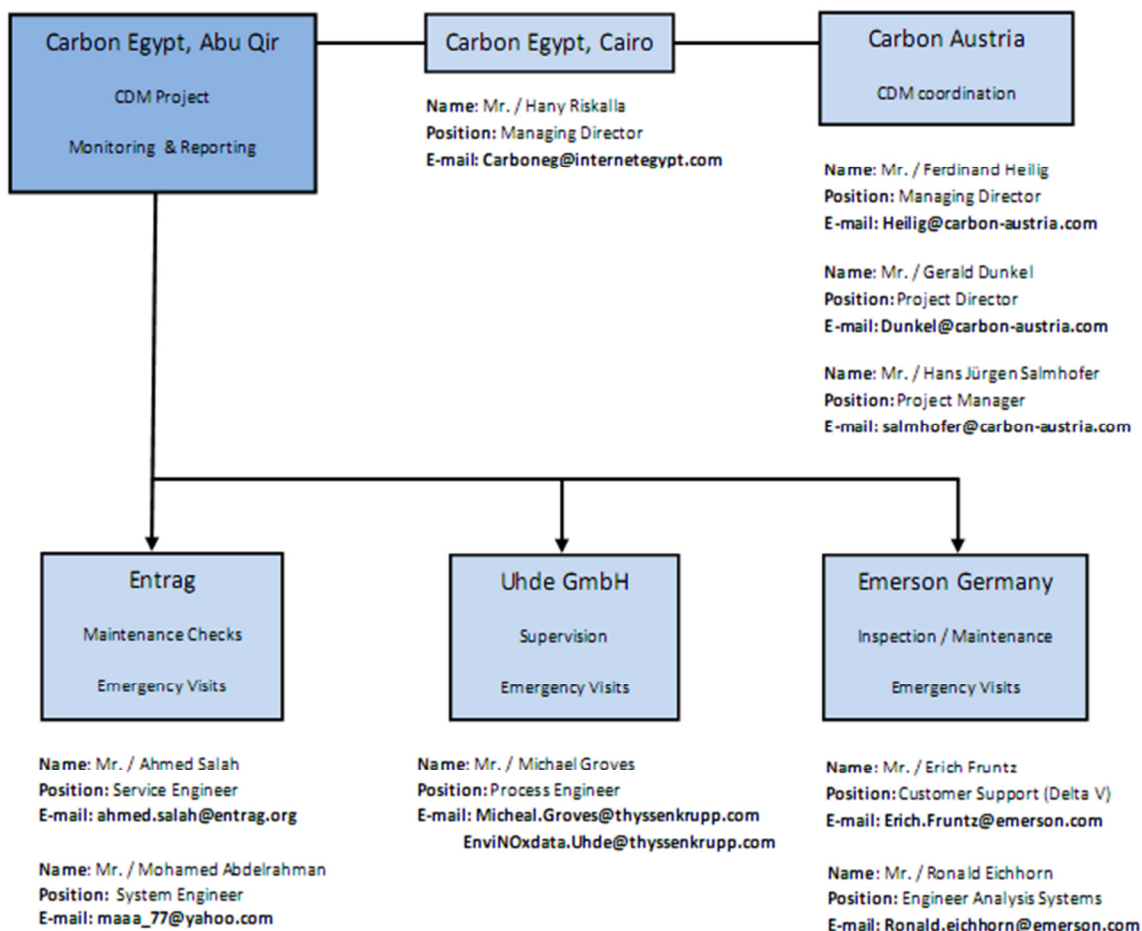 Carbon Egypt, Abu Qir
CDM Project
Monitoring & Reporting
Carbon Egypt, Cairo
Name: Mr. / Hany Riskalla
Position: Managing Director
E-mail: Carboneg@internetegypt.com
Carbon Austria
CDM coordination
Name: Mr. / Ferdinand Heilig
Position: Managing Director
E-mail: Heilig@carbon-austria.com
Name: Mr. / Gerald Dunkel
Position: Project Director
E-mail: Dunkel@carbon-austria.com
Name: Mr. / Hans Jürgen Salmhofer
Position: Project Manager
E-mail: salmhofer@carbon-austria.com
Entrag
Maintenance Checks
Emergency Visits
Name: Mr. / Ahmed Salah
Position: Service Engineer
E-mail: ahmed.salah@entrag.org
Name: Mr. / Mohamed Abdelrahman
Position: System Engineer
E-mail: maaa_77@yahoo.com
Uhde GmbH
Supervision
Emergency Visits
Name: Mr. / Michael Groves
Position: Process Engineer
E-mail: Micheal.Groves@thyssenkrupp.com
EnviNOxdata.Uhde@thyssenkrupp.com
Emerson Germany
Inspection / Maintenance
Emergency Visits
Name: Mr. / Erich Fruntz
Position: Customer Support (Delta V)
E-mail: Erich.Fruntz@emerson.com
Name: Mr. / Ronald Eichhorn
Position: Engineer Analysis Systems
E-mail: Ronald.eichhorn@emerson.com